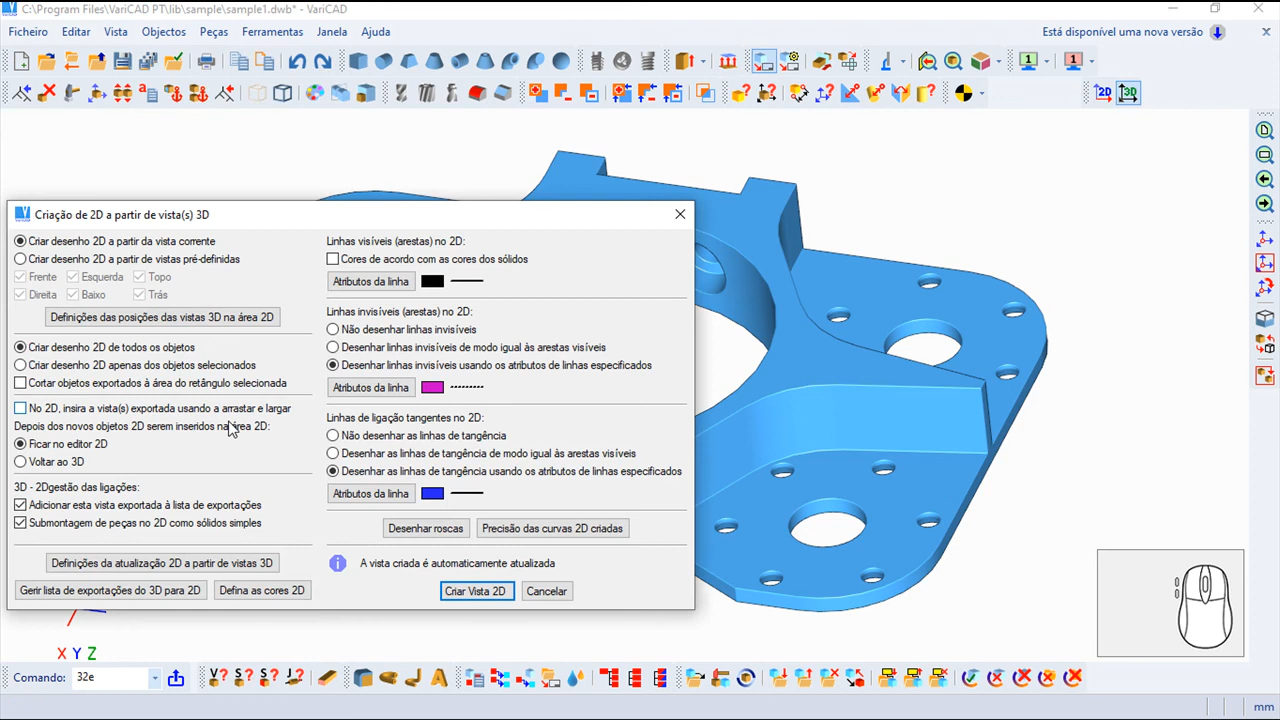 C:\Program Files\VariCAD PT\lib\sample\sample1.dwb* - VariCAD
Ficheiro Editar Vista Objectos Peças Ferramentas Janela Ajuda Está disponível uma nova versão
1 1
2D 3D
Criação de 2D a partir de vista(s) 3D
Criar desenho 2D a partir da vista corrente
Criar desenho 2D a partir de vistas pré-definidas
Frente Esquerda Topo
Direita Baixo Trás
Definições das posições das vistas 3D na área 2D
Criar desenho 2D de todos os objetos
Criar desenho 2D apenas dos objetos selecionados
Cortar objetos exportados à área do retângulo selecionada
No 2D, insira a vista(s) exportada usando a arrastar e largar
Depois dos novos objetos 2D serem inseridos na área 2D:
Ficar no editor 2D
Voltar ao 3D
3D - 2Dgestão das ligações:
Adicionar esta vista exportada à lista de exportações
Submontagem de peças no 2D como sólidos simples
Definições da atualização 2D a partir de vistas 3D
Gerir lista de exportações do 3D para 2D Defina as cores 2D
Linhas visíveis (arestas) no 2D:
Cores de acordo com as cores dos sólidos
Atributos da linha
Linhas invisíveis (arestas) no 2D:
Não desenhar linhas invisíveis
Desenhar linhas invisíveis de modo igual às arestas visíveis
Desenhar linhas invisíveis usando os atributos de linhas especificados
Atributos da linha
Linhas de ligação tangentes no 2D:
Não desenhar as linhas de tangência
Desenhar as linhas de tangência de modo igual às arestas visíveis
Desenhar as linhas de tangência usando os atributos de linhas especificados
Atributos da linha
Desenhar roscas Precisão das curvas 2D criadas
A vista criada é automaticamente atualizada
Criar Vista 2D Cancelar
X Y Z
Comando: 32e
mm